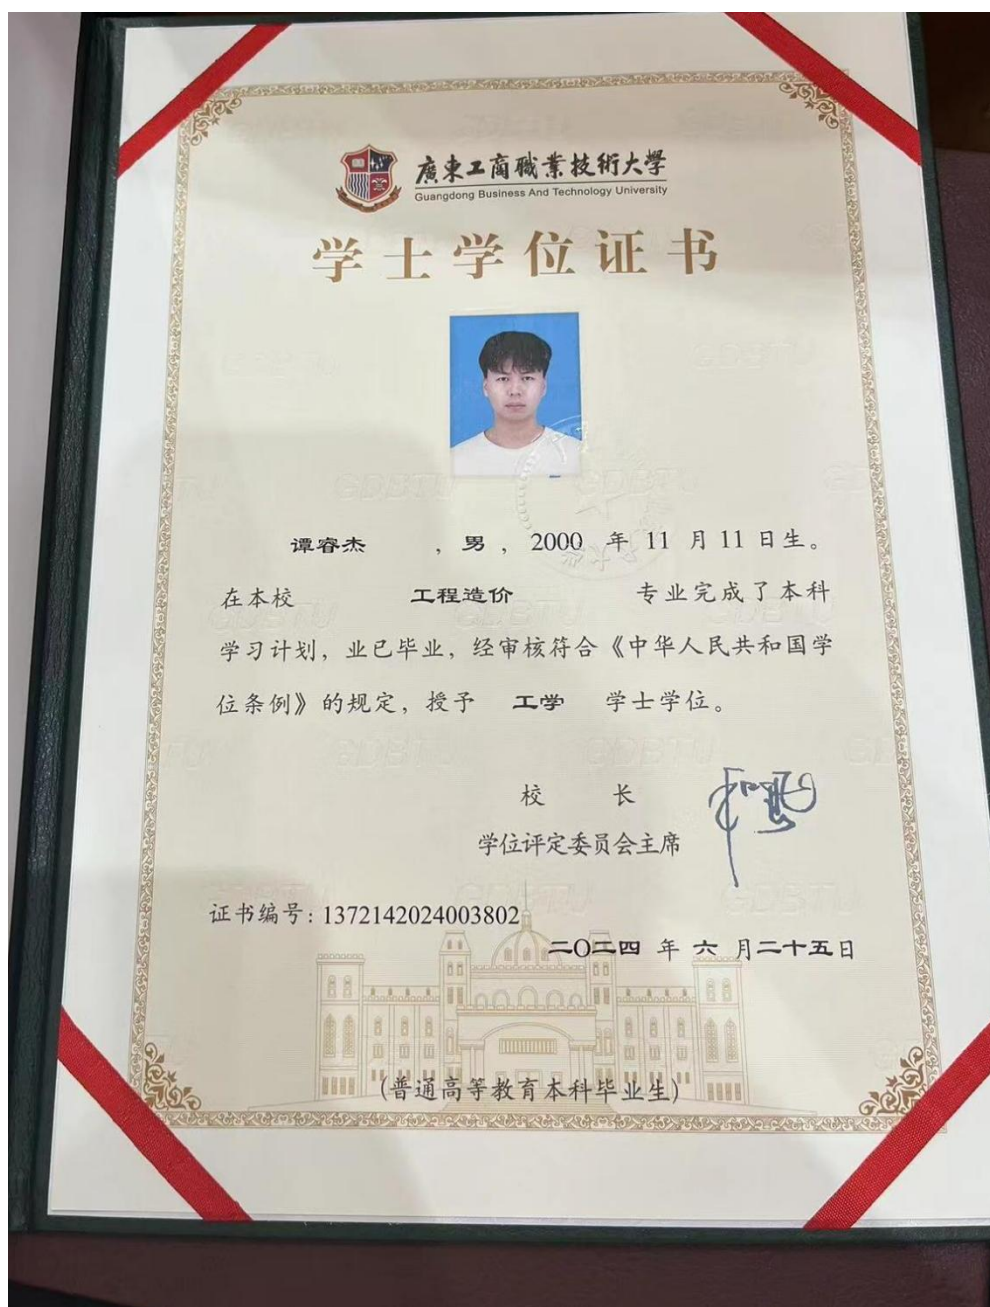 廣東工商職業技術大學
Guangdong Business And Technology University
学士学位证书
谭睿杰 ，男，2000 年 11 月 11 日生。
在本校 工程造价 专业完成了本科
学习计划，业已毕业，经审核符合《中华人民共和国学
位条例》的规定，授予 工学 学士学位。
校 长
学位评定委员会主席
证书编号：1372142024003802
二〇二四 年 六 月二十五日
（普通高等教育本科毕业生）